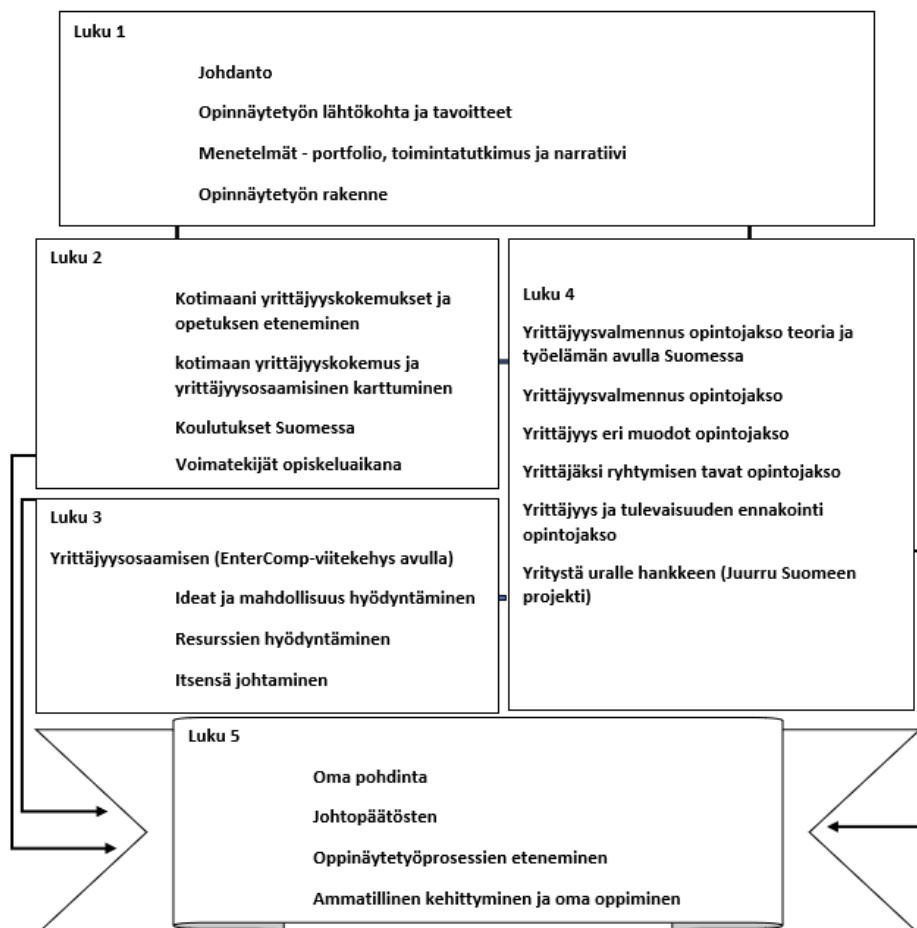 Luku 1
Johdanto
Opinnäytetyön lähtökohta ja tavoitteet
Menetelmät - portfolio, toimintatutkimus ja narratiivi
Opinnäytetyön rakenne
Luku 2
Kotimaani yrittäjyyskokemukset ja
opetuksen eteneminen
kotimaan yrittäjyyskokemus ja
yrittäjyysosaamisinen karttuminen
Koulutukset Suomessa
Voimatekijät opiskeluaikana
Luku 3
Yrittäjyysosaamisen (EnterComp-viitekehys avulla)
Ideat ja mahdollisuus hyödyntäminen
Resurssien hyödyntäminen
Itsensä johtaminen
Luku 4
Yrittäjyysvalmennus opintojakso teoria ja
työelämän avulla Suomessa
Yrittäjyysvalmennus opintojakso
Yrittäjyys eri muodot opintojakso
Yrittäjäksi ryhtymisen tavat opintojakso
Yrittäjyys ja tulevaisuuden ennakointi
opintojakso
Yritystä uralle hankkeen (Juurru Suomeen
projekti)
Luku 5
Oma pohdinta
Johtopäätösten
Oppinäytetyöprosessien eteneminen
Ammatillinen kehittyminen ja oma oppiminen